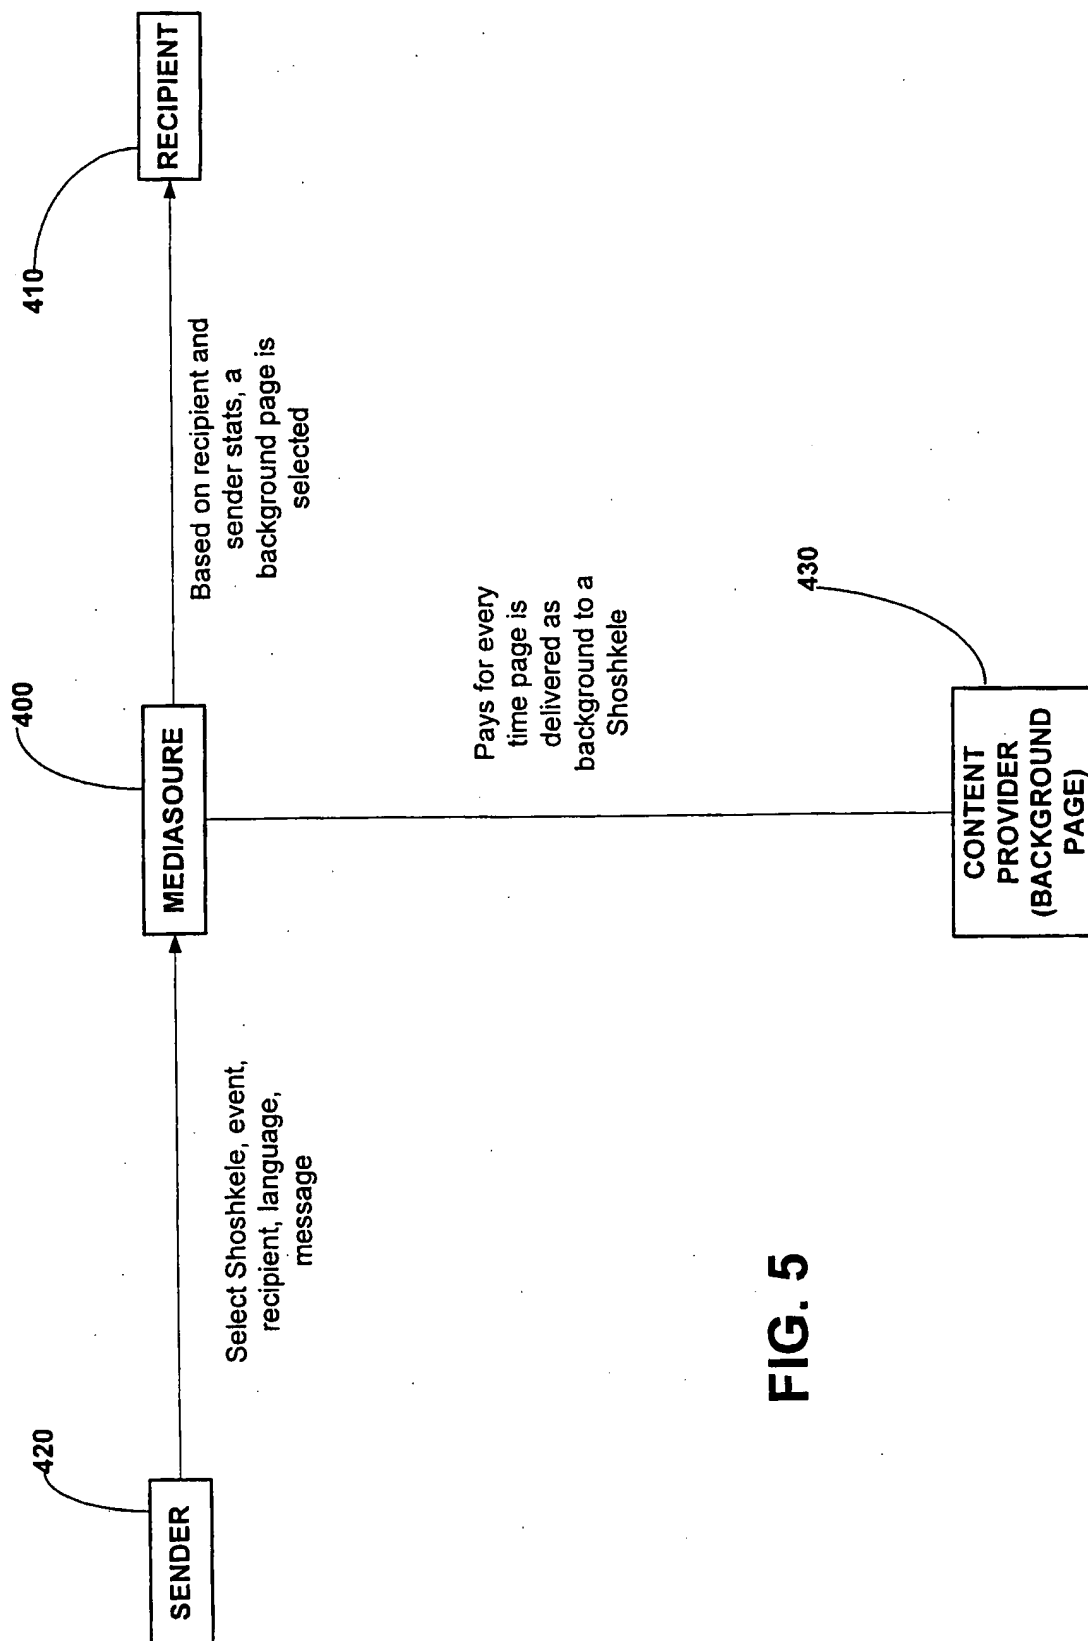 420
SENDER
Select Shoshkele, event,
recipient, language,
message
400
MEDIASOURE
Based on recipient and
sender stats, a
background page is
selected
410
RECIPIENT
Pays for every
time page is
delivered as
background to a
Shoshkele
430
CONTENT
PROVIDER
(BACKGROUND
PAGE)
FIG. 5